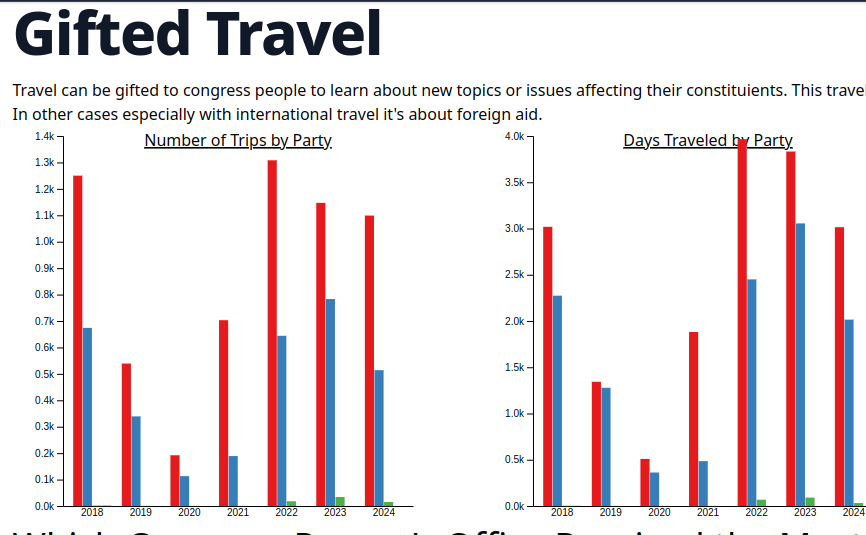 Gifted Travel
Travel can be gifted to congress people to learn about new topics or issues affecting their constituients. This trave
In other cases especially with international travel it's about foreign aid.
Number of Trips by Party
1.4k
1.3k
1.2k
1.1k
1.0k
0.9k
0.8k
0.7k
0.6k
0.5k
0.4k
0.3k
0.2k
0.1k
0.0k
2018 2019 2020 2021 2022 2023 2024
Days Traveled by Party
4.0k
3.5k
3.0k
2.5k
2.0k
1.5k
1.0k
0.5k
0.0k
2018 2019 2020 2021 2022 2023 2024